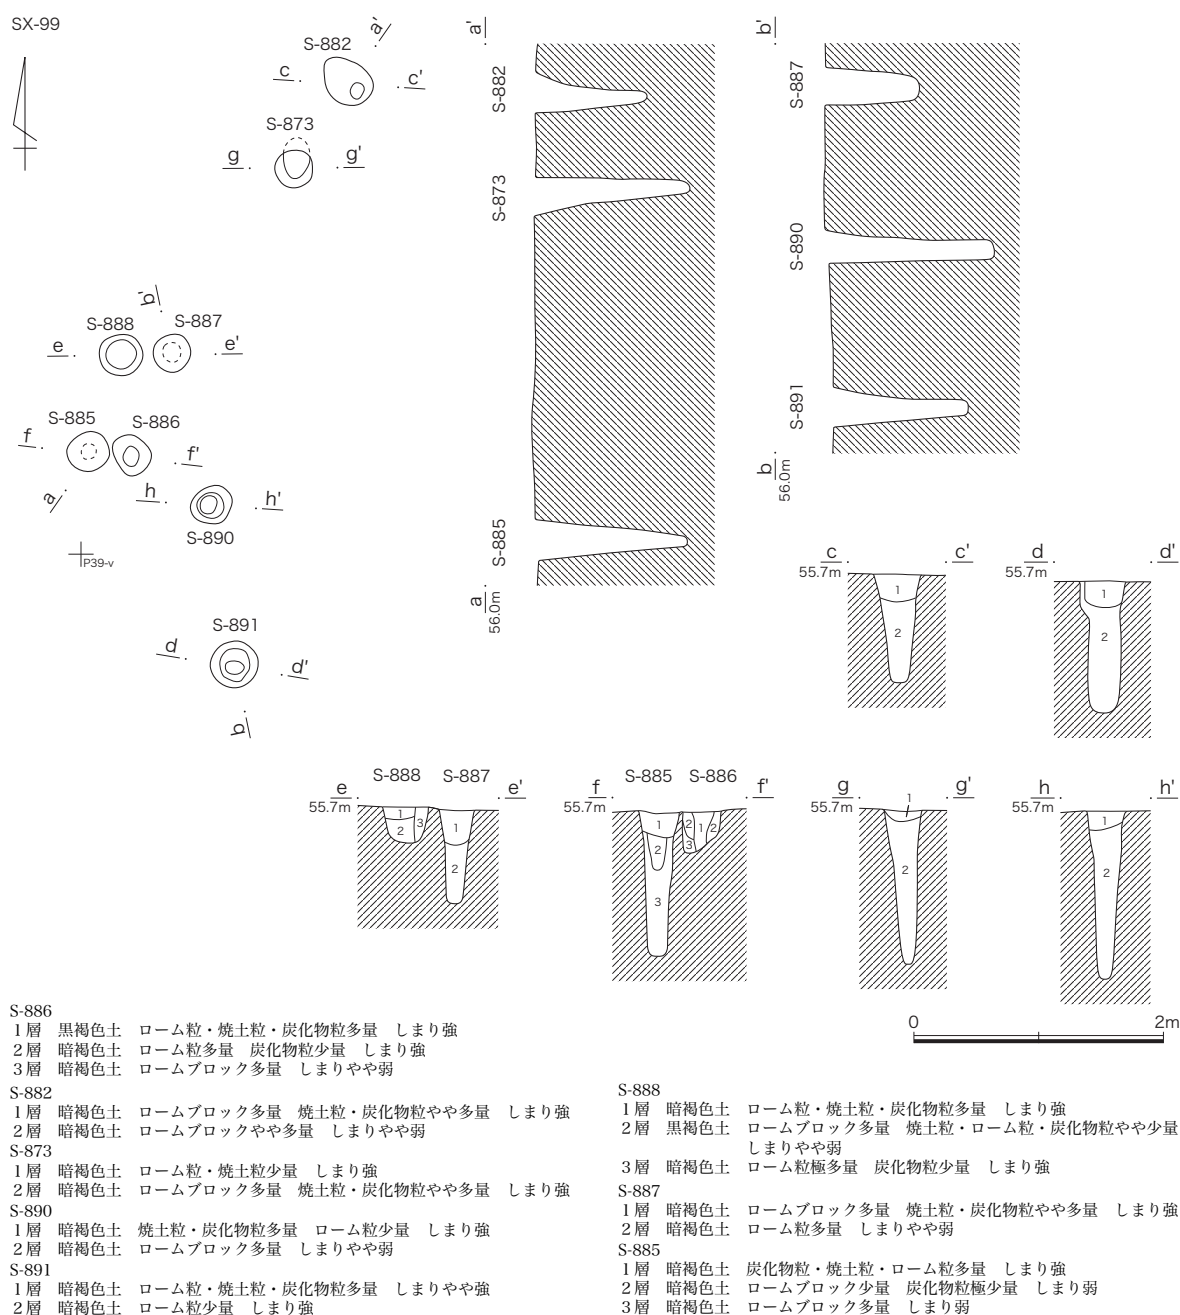 SX-99
S-882
a'
c
c'
S-873
g
g'
b'
S-888
S-887
e
e'
S-885
S-886
f
f'
a
h
h'
S-890
P39-v
S-891
d
d'
b
a'
S-882
S-873
S-885
a
56.0m
b'
S-887
S-890
S-891
b
56.0m
c
c'
55.7m
1
2
d
d'
55.7m
1
2
e
S-888
S-887
e'
55.7m
1
2
3
1
2
f
S-885
S-886
f'
55.7m
1
2
3
2
1
2
3
g
g'
55.7m
1
2
h
h'
55.7m
1
2
0
2m
S-886
1層 黒褐色土 ローム粒・焼土粒・炭化物粒多量 しまり強
2層 暗褐色土 ローム粒多量 炭化物粒少量 しまり強
3層 暗褐色土 ロームブロック多量 しまりやや弱
S-882
1層 暗褐色土 ロームブロック多量 焼土粒・炭化物粒やや多量 しまり強
2層 暗褐色土 ロームブロックやや多量 しまりやや弱
S-873
1層 暗褐色土 ローム粒・焼土粒少量 しまり強
2層 暗褐色土 ロームブロック多量 焼土粒・炭化物粒やや多量 しまり強
S-890
1層 暗褐色土 焼土粒・炭化物粒多量 ローム粒少量 しまり強
2層 暗褐色土 ロームブロック多量 しまりやや弱
S-891
1層 暗褐色土 ローム粒・焼土粒・炭化物粒多量 しまりやや強
2層 暗褐色土 ローム粒少量 しまり強
S-888
1層 暗褐色土 ローム粒・焼土粒・炭化物粒多量 しまり強
2層 黒褐色土 ロームブロック多量 焼土粒・ローム粒・炭化物粒やや少量
しまりやや弱
3層 暗褐色土 ローム粒極多量 炭化物粒少量 しまり強
S-887
1層 暗褐色土 ロームブロック多量 焼土粒・炭化物粒やや多量 しまり強
2層 暗褐色土 ローム粒多量 しまりやや弱
S-885
1層 暗褐色土 炭化物粒・焼土粒・ローム粒多量 しまり強
2層 暗褐色土 ロームブロック少量 炭化物粒極少量 しまり弱
3層 暗褐色土 ロームブロック多量 しまり弱